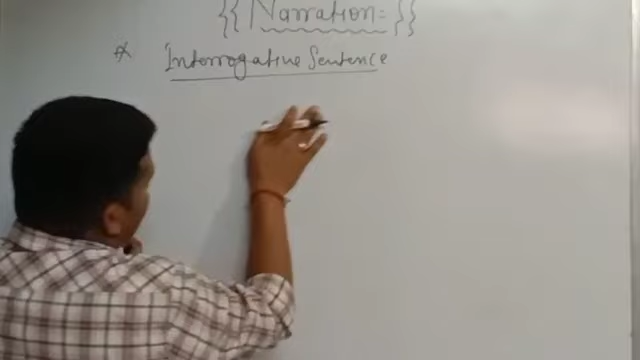 {{ Narration= }}
* Interrogative Sentence